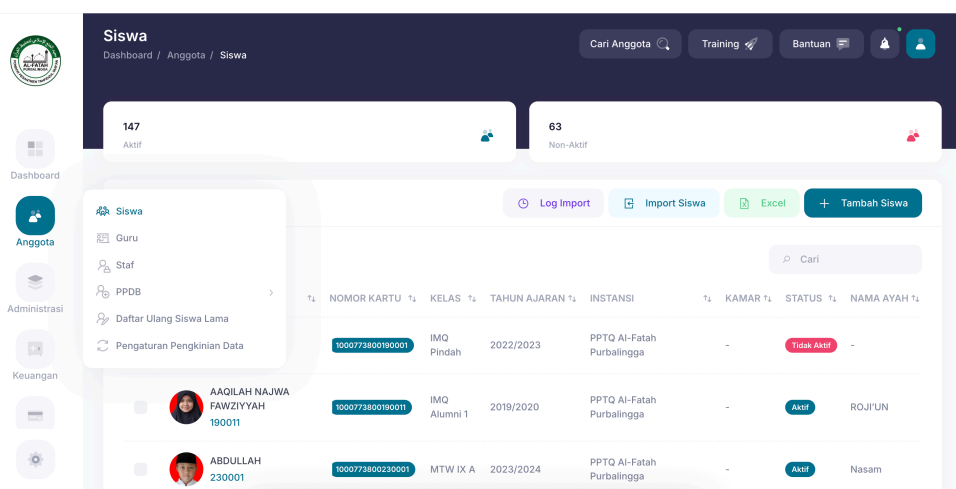 Siswa
Dashboard / Anggota / Siswa
Cari Anggota
Training
Bantuan
AL-FATAH
PURBALINGGA
147
Aktif
63
Non-Aktif
Dashboard
Anggota
Administrasi
Keuangan
Siswa
Guru
Staf
PPDB
Daftar Ulang Siswa Lama
Pengaturan Pengkinian Data
Log Import
Import Siswa
Excel
+ Tambah Siswa
Cari
NOMOR KARTU KELAS TAHUN AJARAN INSTANSI KAMAR STATUS NAMA AYAH
1000773800190001 IMQ Pindah 2022/2023 PPTQ Al-Fatah Purbalingga - Tidak Aktif -
AAQILAH NAJWA FAWZIYYAH 190011 1000773800190011 IMQ Alumni 1 2019/2020 PPTQ Al-Fatah Purbalingga - Aktif ROJI'UN
ABDULLAH 230001 1000773800230001 MTW IX A 2023/2024 PPTQ Al-Fatah Purbalingga - Aktif Nasam